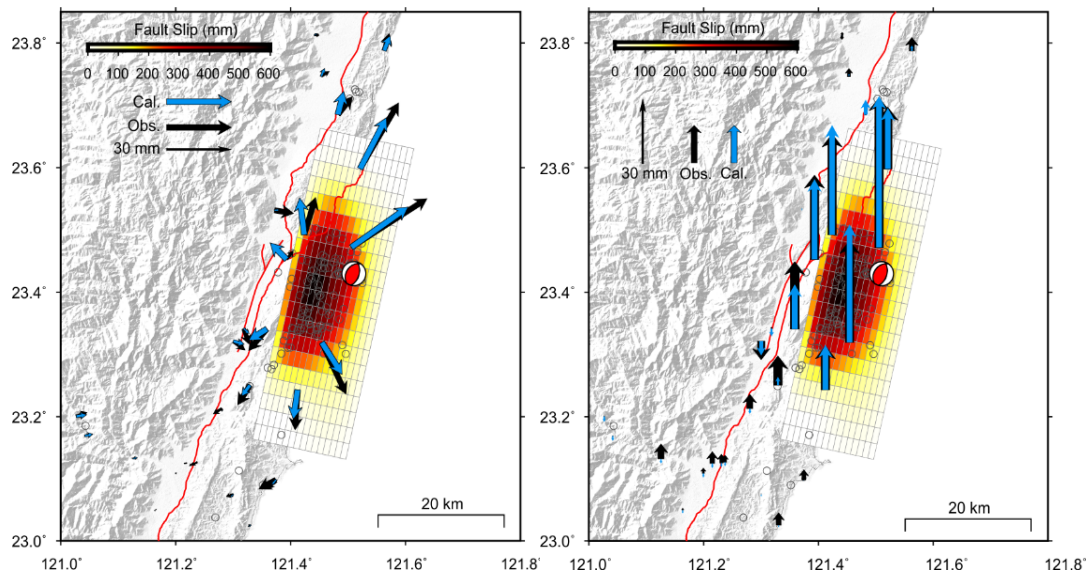 Fault Slip (mm)
0 100 200 300 400 500 600
Cal.
Obs.
30 mm
20 km
23.8˚
23.6˚
23.4˚
23.2˚
23.0˚
121.0˚ 121.2˚ 121.4˚ 121.6˚ 121.8˚
Fault Slip (mm)
0 100 200 300 400 500 600
30 mm Obs. Cal.
20 km
23.8˚
23.6˚
23.4˚
23.2˚
23.0˚
121.0˚ 121.2˚ 121.4˚ 121.6˚ 121.8˚